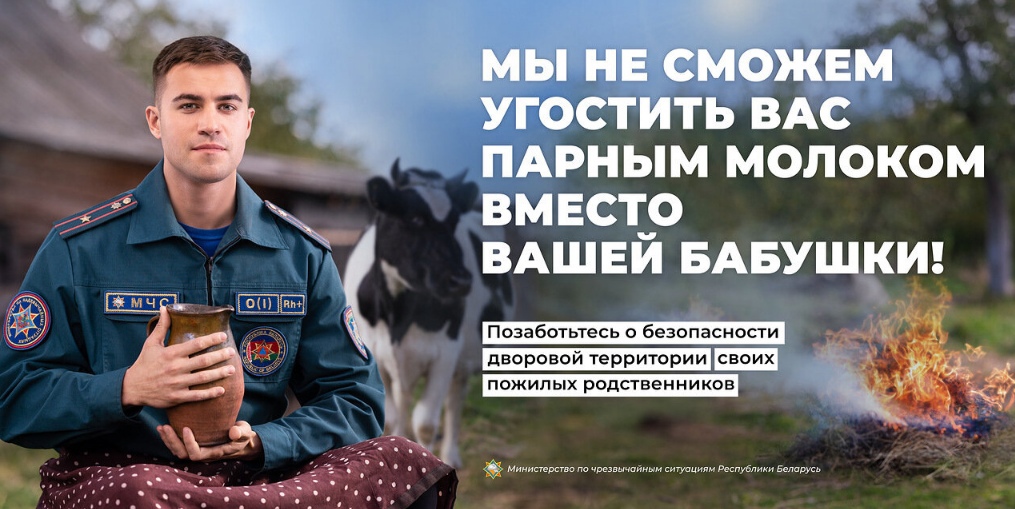 МЫ НЕ СМОЖЕМ
УГОСТИТЬ ВАС
ПАРНЫМ МОЛОКОМ
ВМЕСТО
ВАШЕЙ БАБУШКИ!
Позаботьтесь о безопасности
дворовой территории своих
пожилых родственников
Министерство по чрезвычайным ситуациям Республики Беларусь
МЧС
O(I) Rh+